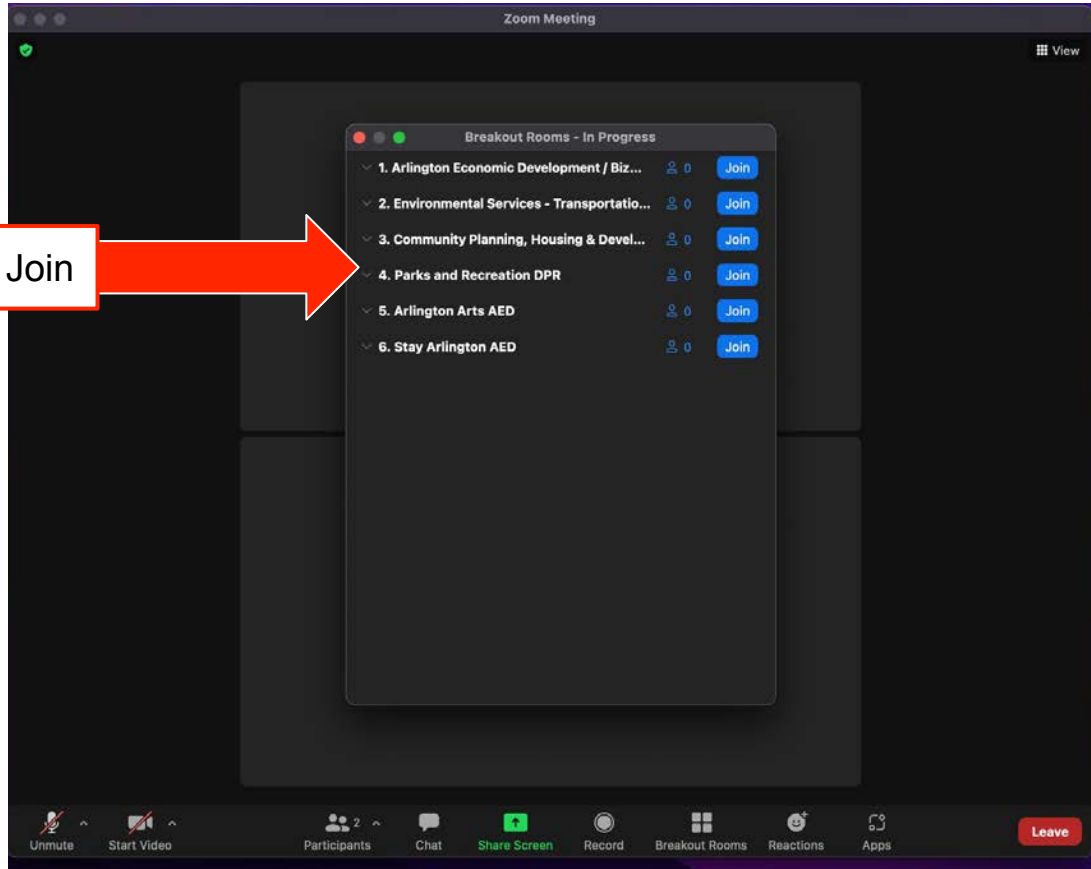 Zoom Meeting
View
Breakout Rooms - In Progress
1. Arlington Economic Development / Biz... 0 Join
2. Environmental Services - Transportatio... 0 Join
3. Community Planning, Housing & Devel... 0 Join
Join
4. Parks and Recreation DPR 0 Join
5. Arlington Arts AED 0 Join
6. Stay Arlington AED 0 Join
2
Unmute Start Video Participants Chat Share Screen Record Breakout Rooms Reactions Apps Leave